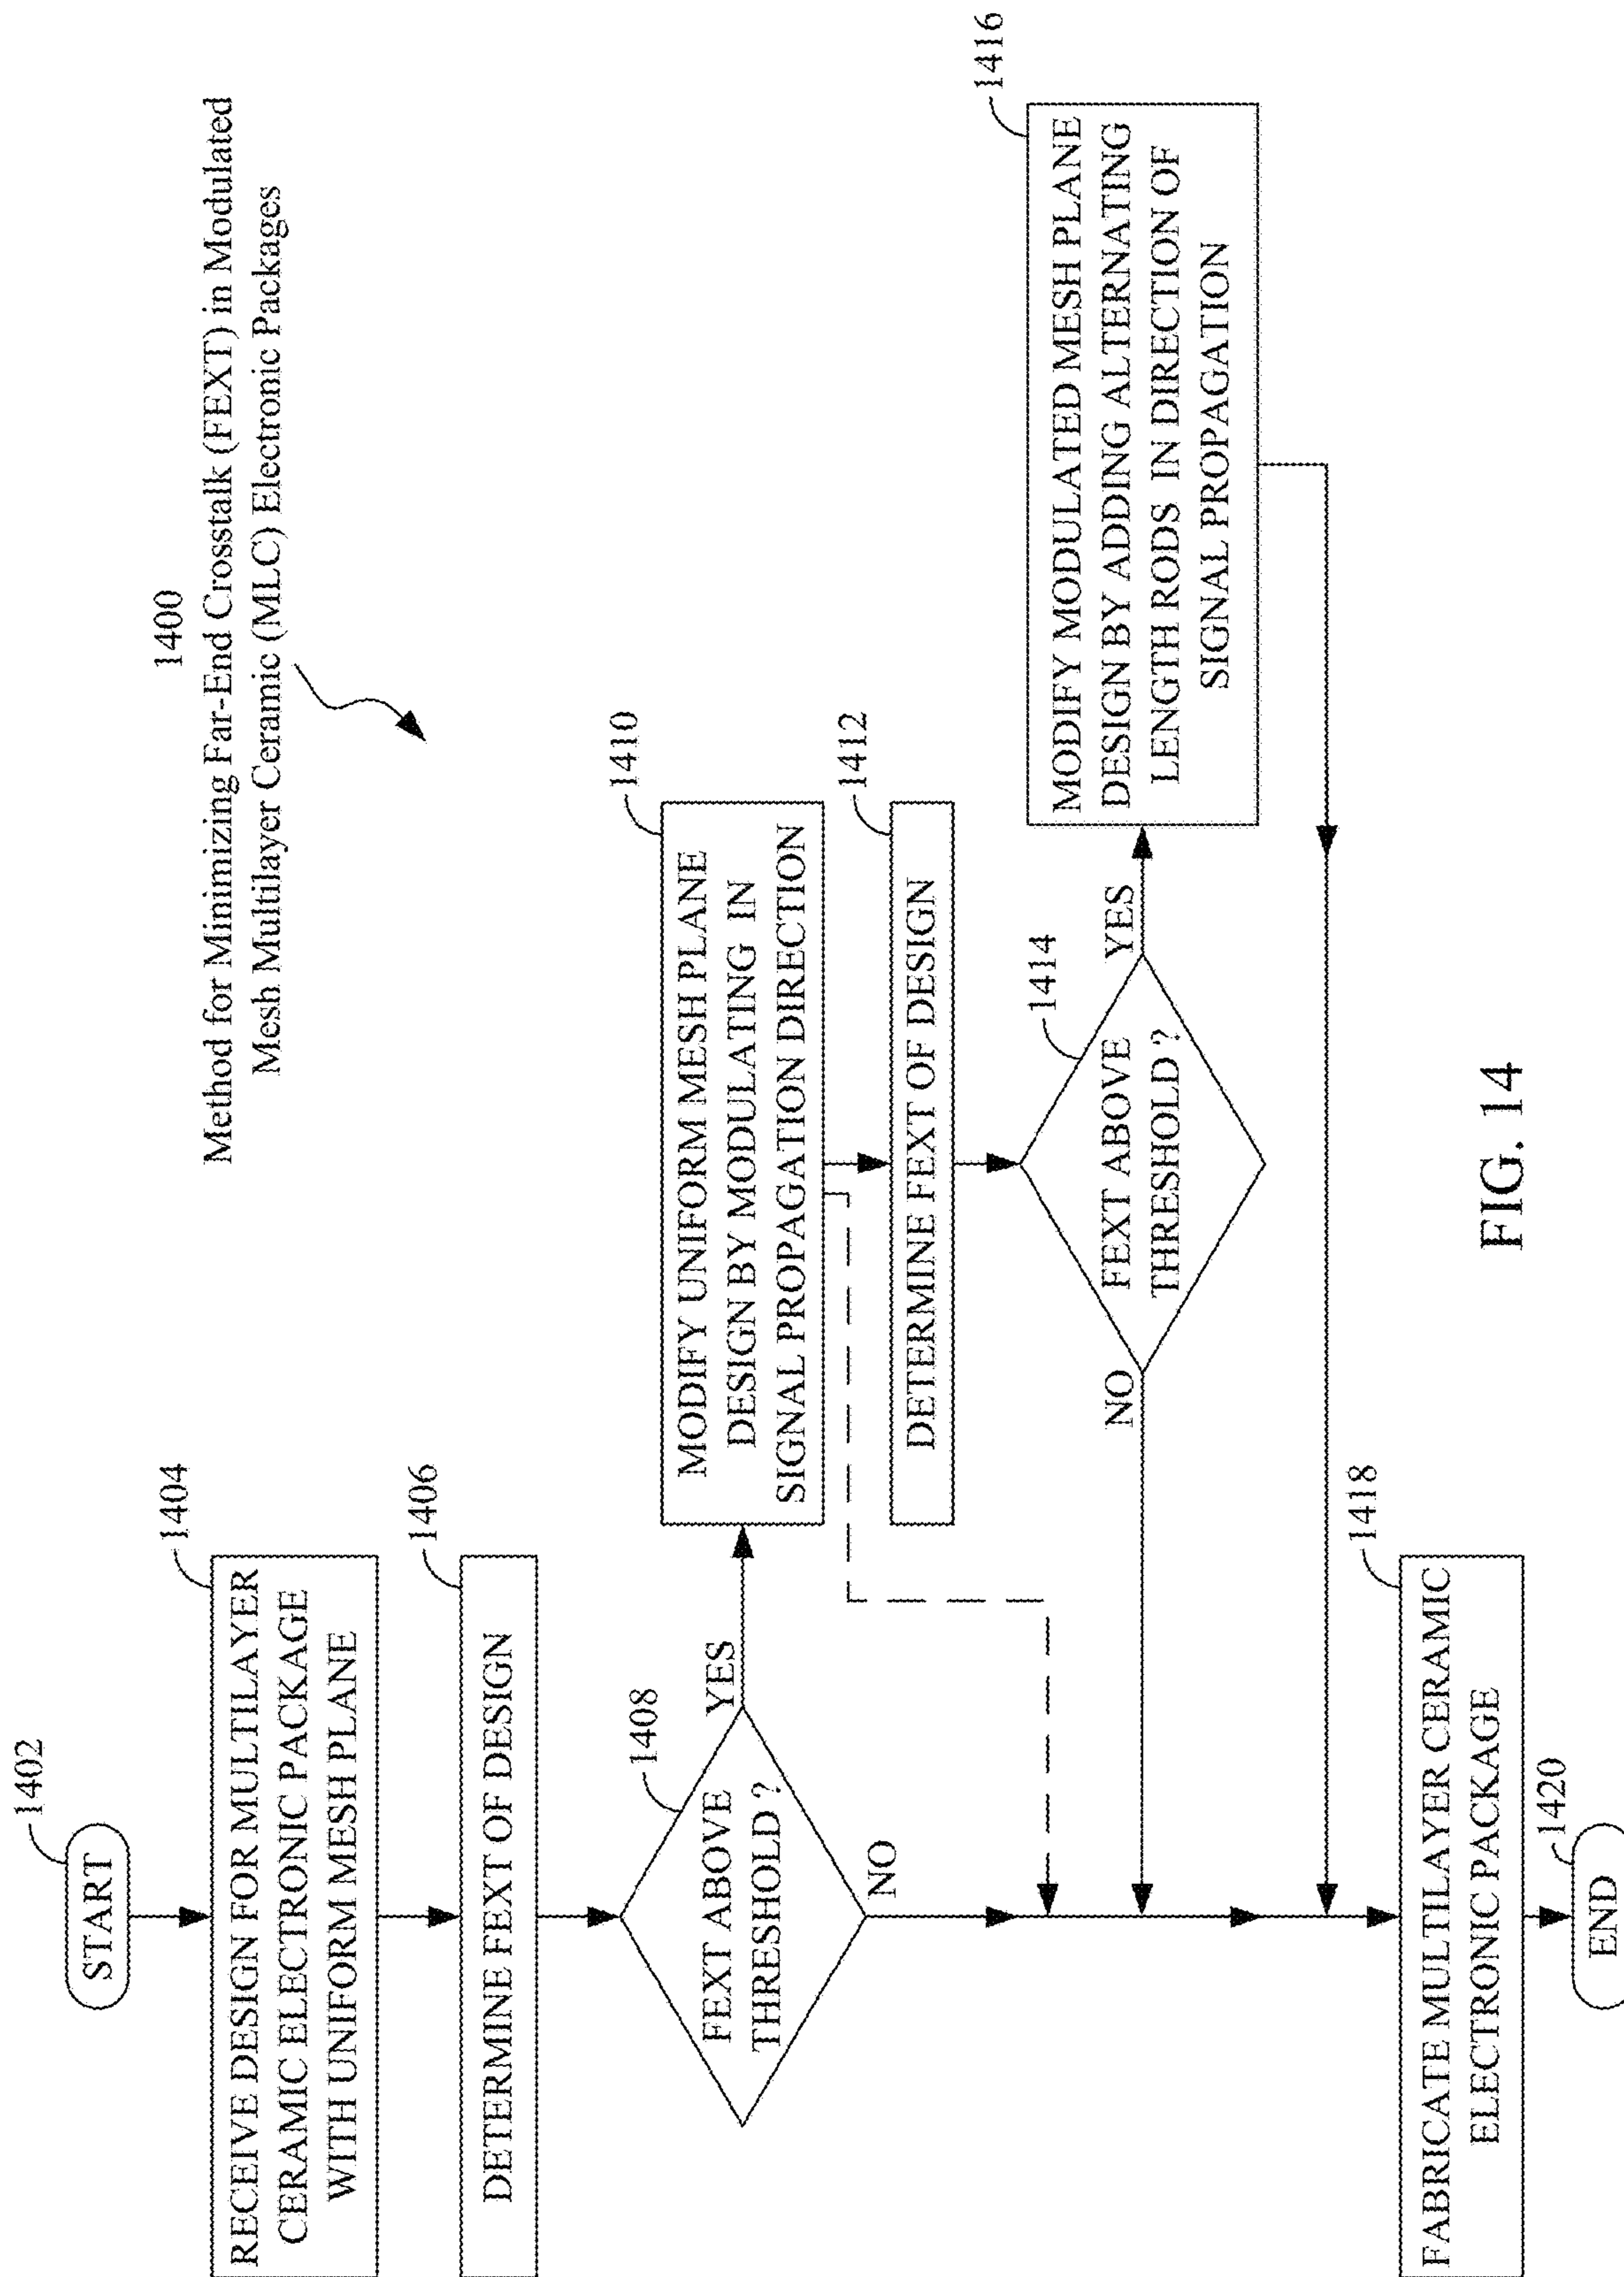 1400
Method for Minimizing Far-End Crosstalk (FEXT) in Modulated
Mesh Multilayer Ceramic (MLC) Electronic Packages
1402
START
1404
RECEIVE DESIGN FOR MULTILAYER
CERAMIC ELECTRONIC PACKAGE
WITH UNIFORM MESH PLANE
1406
DETERMINE FEXT OF DESIGN
1408
FEXT ABOVE
THRESHOLD ?
YES
NO
1410
MODIFY UNIFORM MESH PLANE
DESIGN BY MODULATING IN
SIGNAL PROPAGATION DIRECTION
1412
DETERMINE FEXT OF DESIGN
1414
FEXT ABOVE
THRESHOLD ?
YES
NO
1416
MODIFY MODULATED MESH PLANE
DESIGN BY ADDING ALTERNATING
LENGTH RODS IN DIRECTION OF
SIGNAL PROPAGATION
1418
FABRICATE MULTILAYER CERAMIC
ELECTRONIC PACKAGE
1420
END
FIG. 14